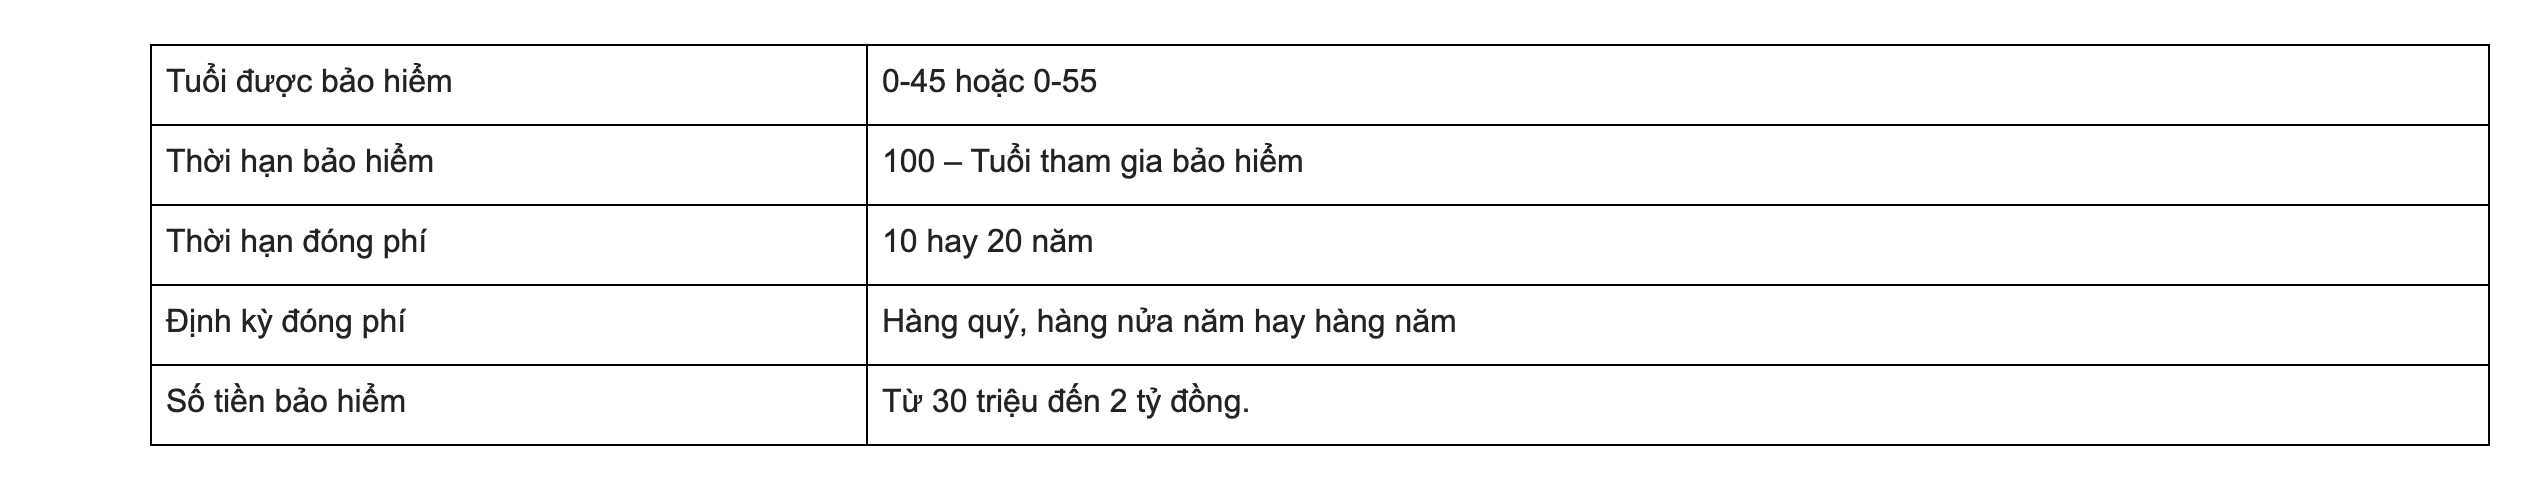 Tuổi được bảo hiểm 0-45 hoặc 0-55
Thời hạn bảo hiểm 100 – Tuổi tham gia bảo hiểm
Thời hạn đóng phí 10 hay 20 năm
Định kỳ đóng phí Hàng quý, hàng nửa năm hay hàng năm
Số tiền bảo hiểm Từ 30 triệu đến 2 tỷ đồng.